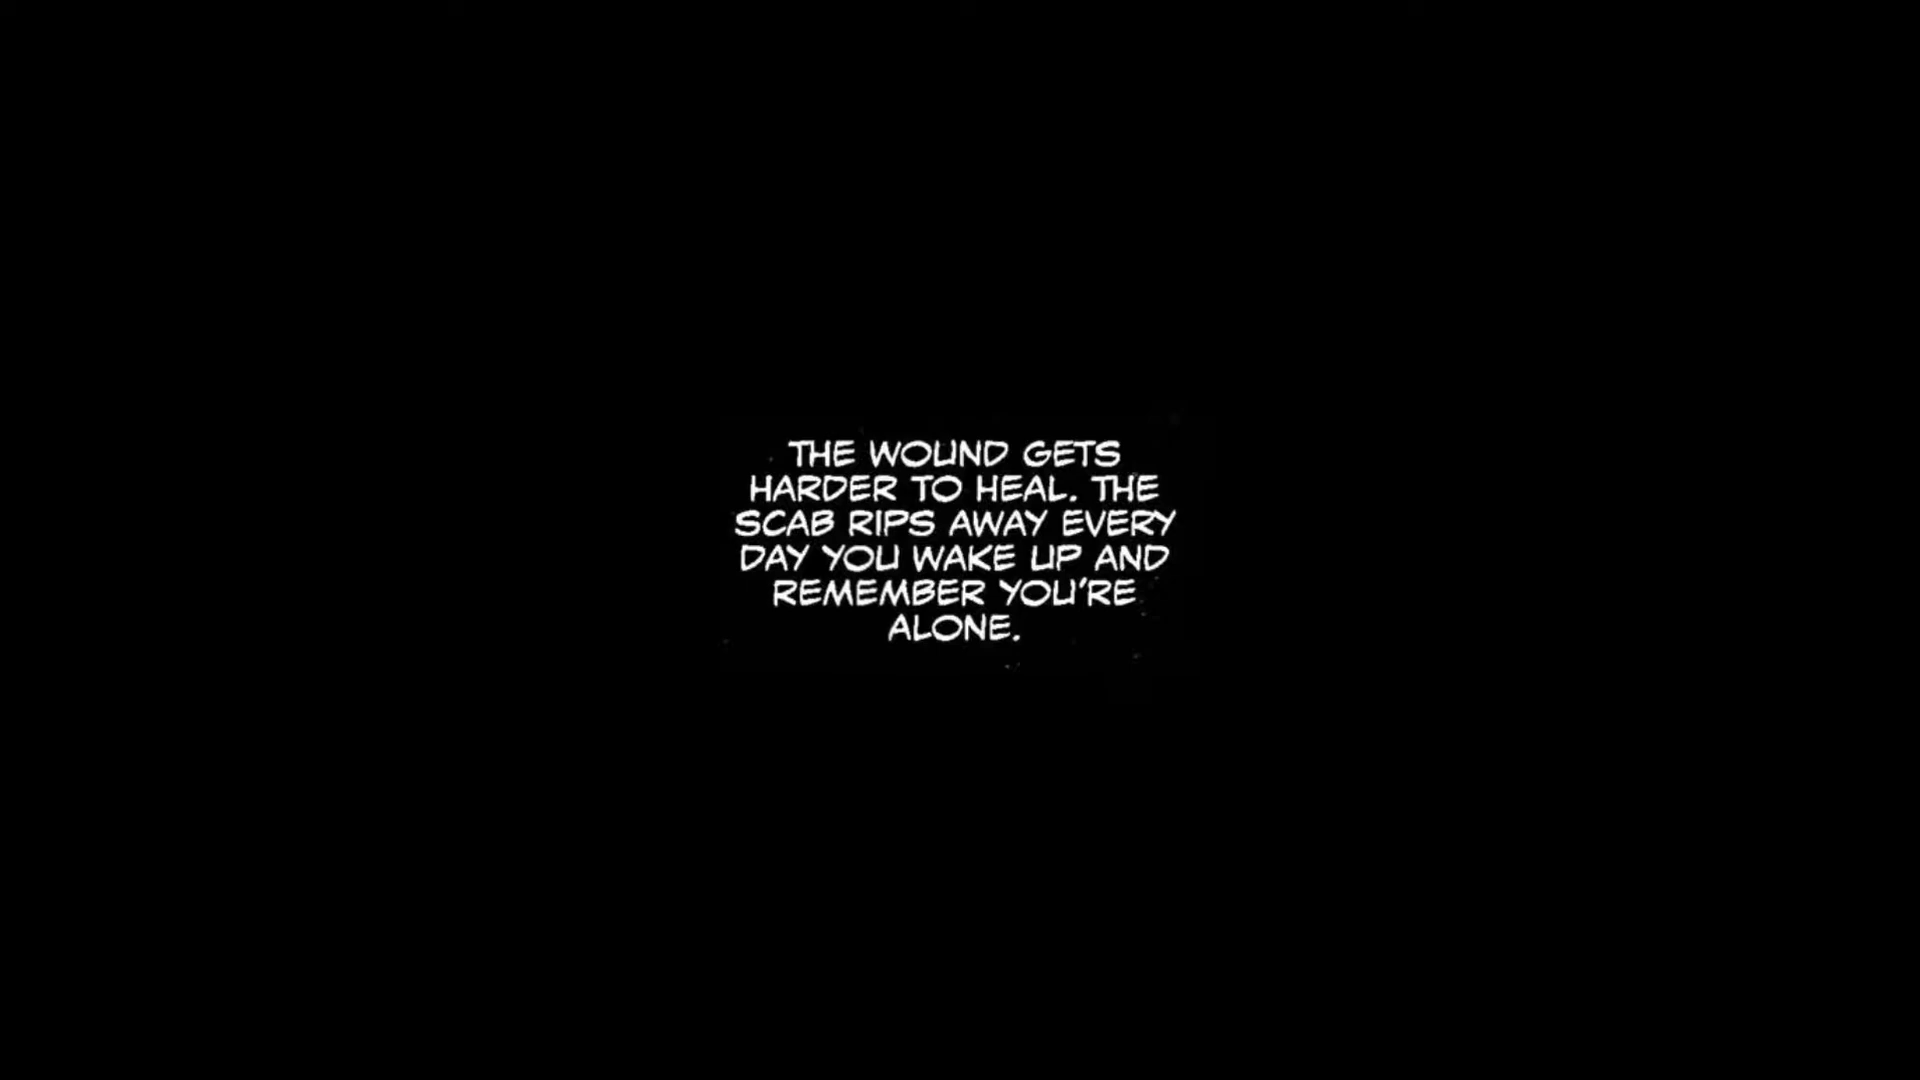 THE WOUND GETS
HARDER TO HEAL. THE
SCAB RIPS AWAY EVERY
DAY YOU WAKE UP AND
REMEMBER YOU'RE
ALONE.